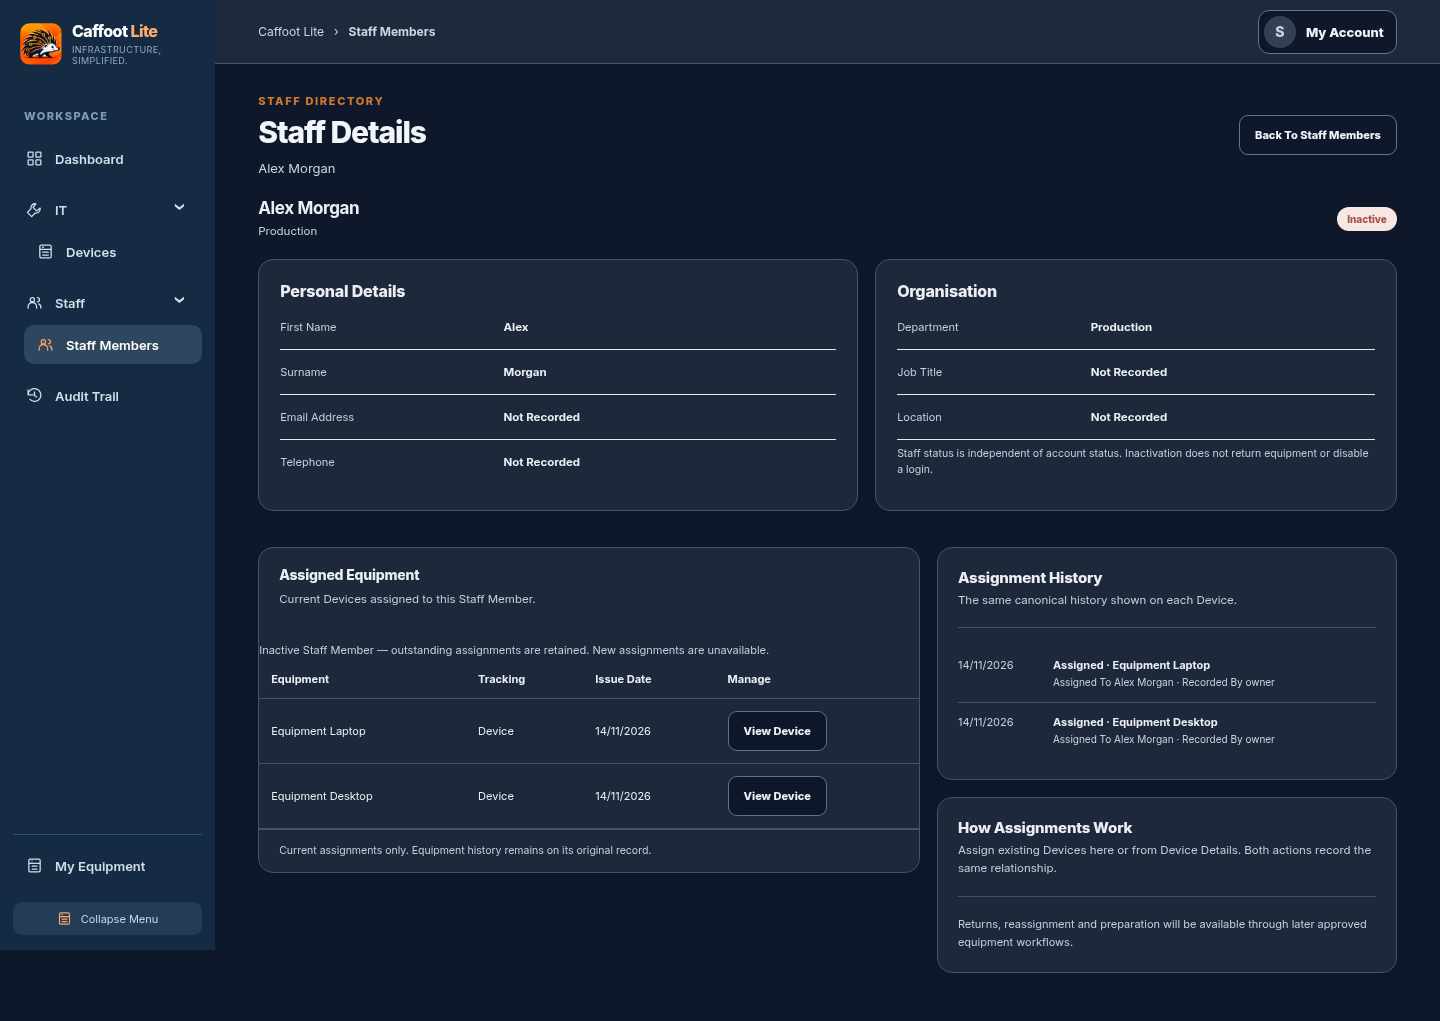 Caffoot Lite
INFRASTRUCTURE,
SIMPLIFIED.
WORKSPACE
Dashboard
IT
Devices
Staff
Staff Members
Audit Trail
My Equipment
Collapse Menu
Caffoot Lite › Staff Members
S My Account
STAFF DIRECTORY
Staff Details
Alex Morgan
Back To Staff Members
Alex Morgan
Production
Inactive
Personal Details
First Name Alex
Surname Morgan
Email Address Not Recorded
Telephone Not Recorded
Organisation
Department Production
Job Title Not Recorded
Location Not Recorded
Staff status is independent of account status. Inactivation does not return equipment or disable
a login.
Assigned Equipment
Current Devices assigned to this Staff Member.
Inactive Staff Member — outstanding assignments are retained. New assignments are unavailable.
Equipment Tracking Issue Date Manage
Equipment Laptop Device 14/11/2026 View Device
Equipment Desktop Device 14/11/2026 View Device
Current assignments only. Equipment history remains on its original record.
Assignment History
The same canonical history shown on each Device.
14/11/2026 Assigned · Equipment Laptop
Assigned To Alex Morgan · Recorded By owner
14/11/2026 Assigned · Equipment Desktop
Assigned To Alex Morgan · Recorded By owner
How Assignments Work
Assign existing Devices here or from Device Details. Both actions record the
same relationship.
Returns, reassignment and preparation will be available through later approved
equipment workflows.